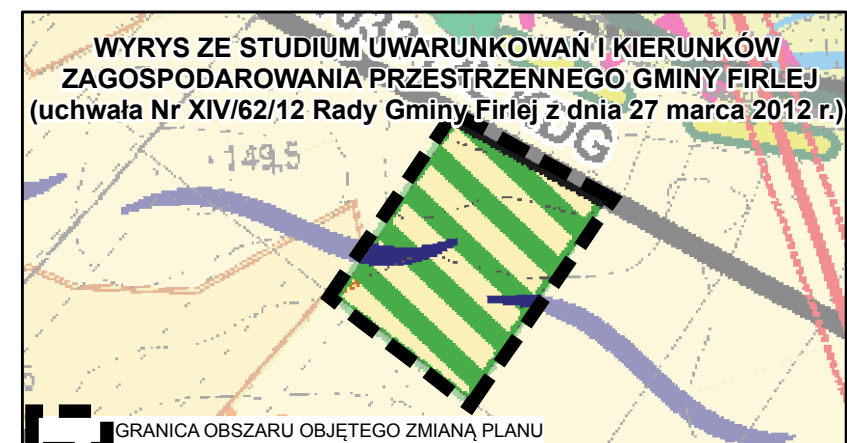 WYRYS ZE STUDIUM UWARUNKOWAŃ I KIERUNKÓW
ZAGOSPODAROWANIA PRZESTRZENNEGO GMINY FIRLEJ
(uchwała Nr XIV/62/12 Rady Gminy Firlej z dnia 27 marca 2012 r.)
149,5
GRANICA OBSZARU OBJĘTEGO ZMIANĄ PLANU